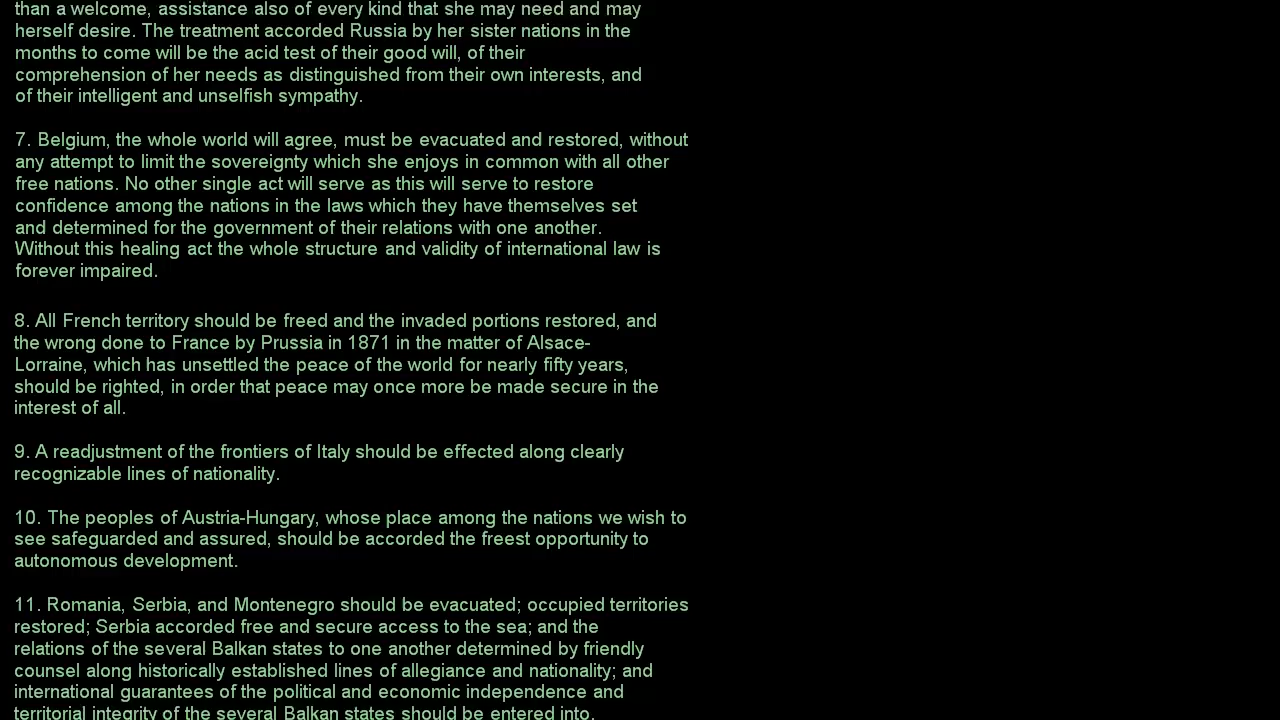 than a welcome, assistance also of every kind that she may need and may
herself desire. The treatment accorded Russia by her sister nations in the
months to come will be the acid test of their good will, of their
comprehension of her needs as distinguished from their own interests, and
of their intelligent and unselfish sympathy.
7. Belgium, the whole world will agree, must be evacuated and restored, without
any attempt to limit the sovereignty which she enjoys in common with all other
free nations. No other single act will serve as this will serve to restore
confidence among the nations in the laws which they have themselves set
and determined for the government of their relations with one another.
Without this healing act the whole structure and validity of international law is
forever impaired.
8. All French territory should be freed and the invaded portions restored, and
the wrong done to France by Prussia in 1871 in the matter of Alsace-
Lorraine, which has unsettled the peace of the world for nearly fifty years,
should be righted, in order that peace may once more be made secure in the
interest of all.
9. A readjustment of the frontiers of Italy should be effected along clearly
recognizable lines of nationality.
10. The peoples of Austria-Hungary, whose place among the nations we wish to
see safeguarded and assured, should be accorded the freest opportunity to
autonomous development.
11. Romania, Serbia, and Montenegro should be evacuated; occupied territories
restored; Serbia accorded free and secure access to the sea; and the
relations of the several Balkan states to one another determined by friendly
counsel along historically established lines of allegiance and nationality; and
international guarantees of the political and economic independence and
territorial integrity of the several Balkan states should be entered into.